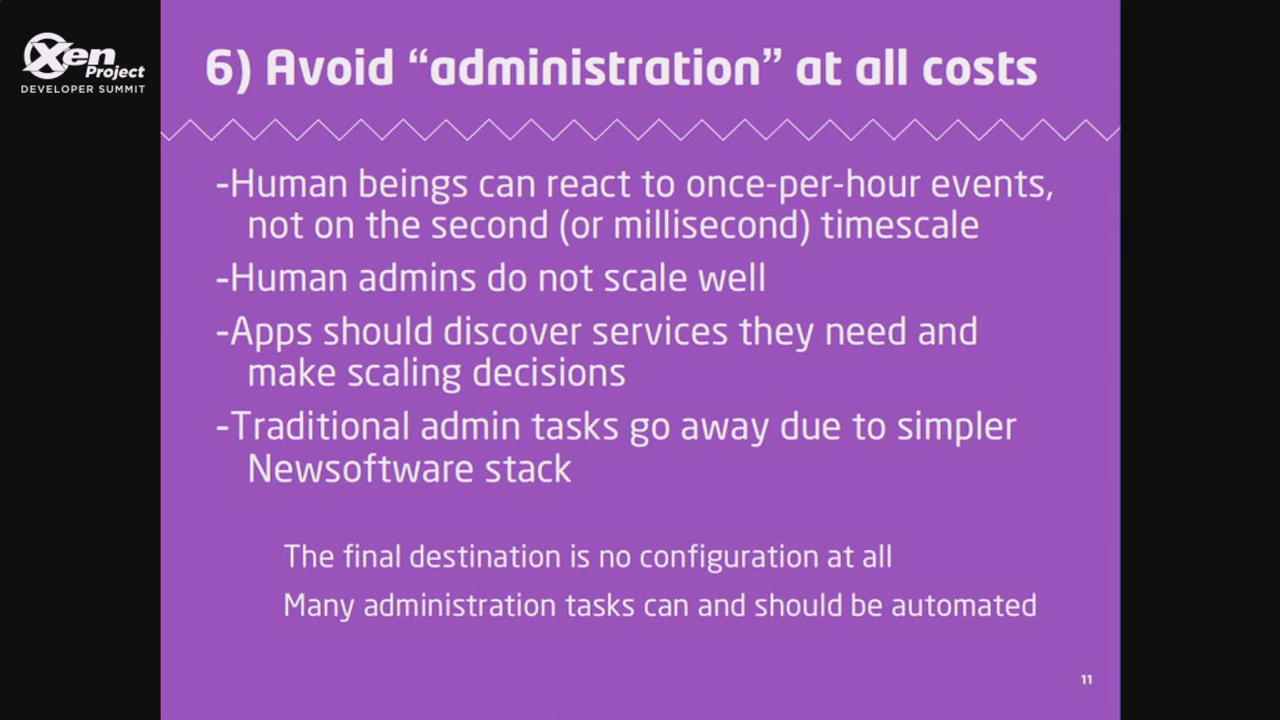 Xen
Project
DEVELOPER SUMMIT
6) Avoid “administration” at all costs
-Human beings can react to once-per-hour events,
not on the second (or millisecond) timescale
-Human admins do not scale well
-Apps should discover services they need and
make scaling decisions
-Traditional admin tasks go away due to simpler
Newsoftware stack
The final destination is no configuration at all
Many administration tasks can and should be automated
11